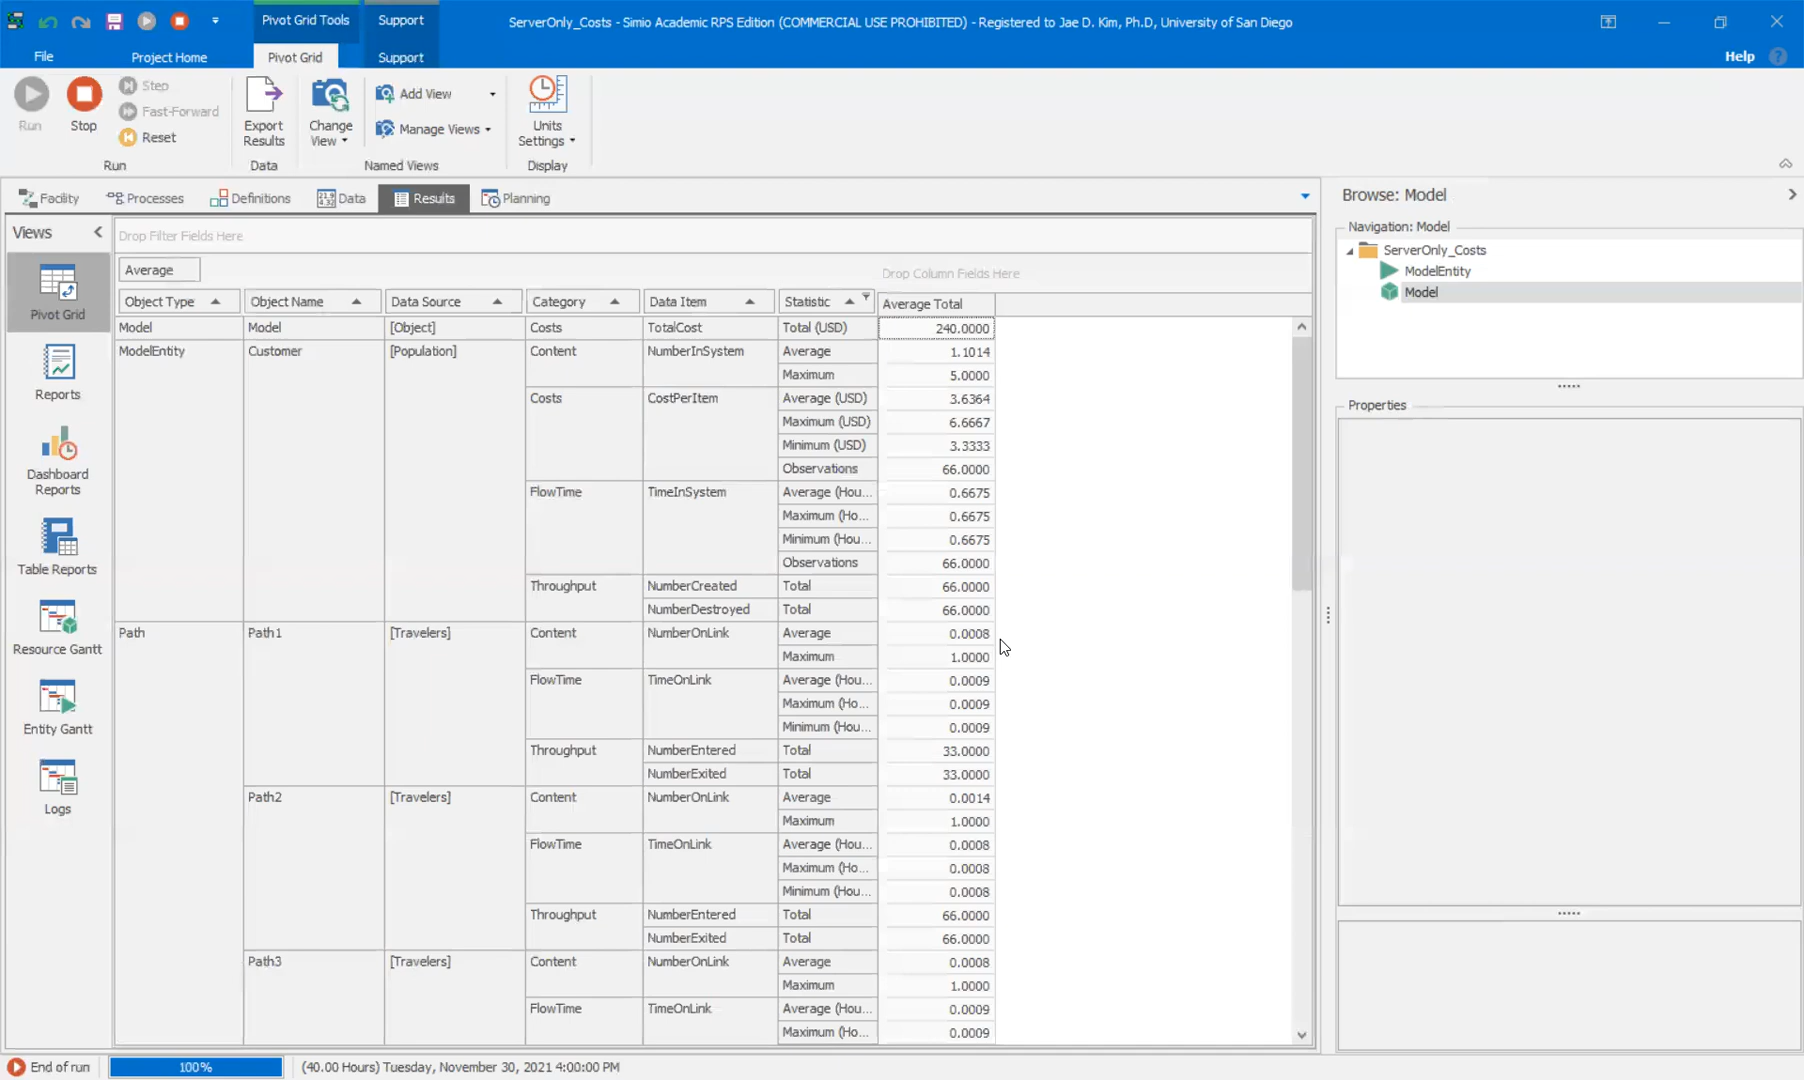 Pivot Grid Tools
Support
ServerOnly_Costs - Simio Academic RPS Edition (COMMERCIAL USE PROHIBITED) - Registered to Jae D. Kim, Ph.D, University of San Diego
File
Project Home
Pivot Grid
Support
Help
Run
Stop
Step
Fast-Forward
Reset
Run
Export
Results
Data
Change
View
Add View
Manage Views
Named Views
Units
Settings
Display
Facility
Processes
Definitions
Data
Results
Planning
Views
Pivot Grid
Reports
Dashboard
Reports
Table Reports
Resource Gantt
Entity Gantt
Logs
Drop Filter Fields Here
Average
Drop Column Fields Here
Object Type Object Name Data Source Category Data Item Statistic Average Total
Model Model [Object] Costs TotalCost Total (USD) 240.0000
ModelEntity Customer [Population] Content NumberInSystem Average 1.1014
Maximum 5.0000
Costs CostPerItem Average (USD) 3.6364
Maximum (USD) 6.6667
Minimum (USD) 3.3333
Observations 66.0000
FlowTime TimeInSystem Average (Hou... 0.6675
Maximum (Ho... 0.6675
Minimum (Hou... 0.6675
Observations 66.0000
Throughput NumberCreated Total 66.0000
NumberDestroyed Total 66.0000
Path Path1 [Travelers] Content NumberOnLink Average 0.0008
Maximum 1.0000
FlowTime TimeOnLink Average (Hou... 0.0009
Maximum (Ho... 0.0009
Minimum (Hou... 0.0009
Throughput NumberEntered Total 33.0000
NumberExited Total 33.0000
Path2 [Travelers] Content NumberOnLink Average 0.0014
Maximum 1.0000
FlowTime TimeOnLink Average (Hou... 0.0008
Maximum (Ho... 0.0008
Minimum (Hou... 0.0008
Throughput NumberEntered Total 66.0000
NumberExited Total 66.0000
Path3 [Travelers] Content NumberOnLink Average 0.0008
Maximum 1.0000
FlowTime TimeOnLink Average (Hou... 0.0009
Maximum (Ho... 0.0009
Browse: Model
Navigation: Model
ServerOnly_Costs
ModelEntity
Model
Properties
End of run
100%
(40.00 Hours) Tuesday, November 30, 2021 4:00:00 PM